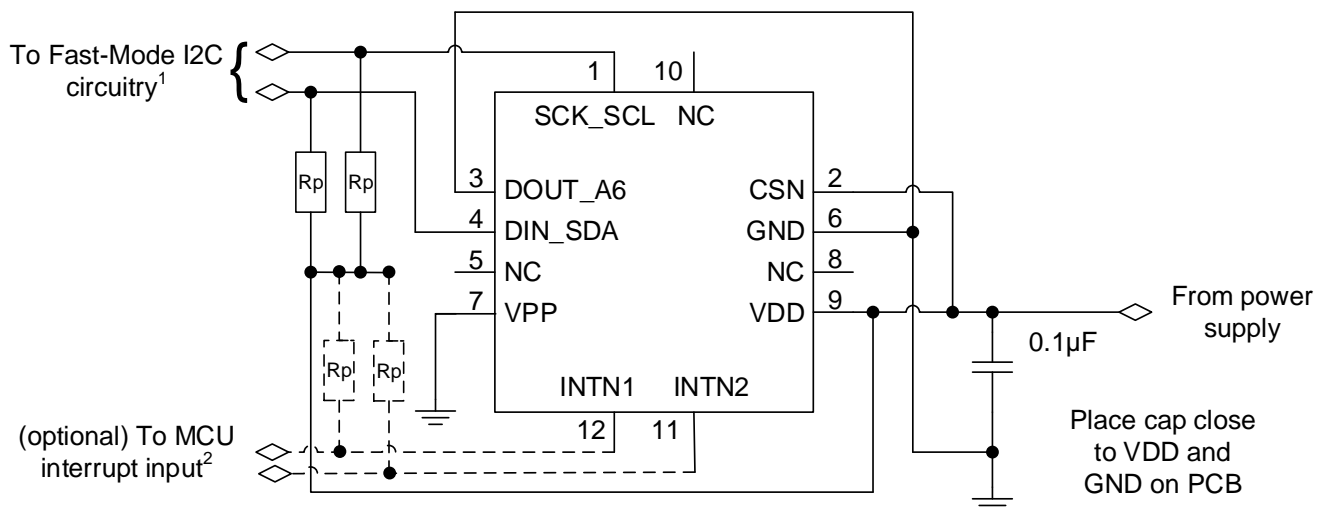 To Fast-Mode I2C
circuitry1
{
1
10
SCK_SCL
NC
Rp
Rp
3
DOUT_A6
CSN
2
4
DIN_SDA
GND
6
5
NC
NC
8
7
VPP
VDD
9
From power
supply
0.1µF
Rp
Rp
INTN1
INTN2
12
11
(optional) To MCU
interrupt input2
Place cap close
to VDD and
GND on PCB